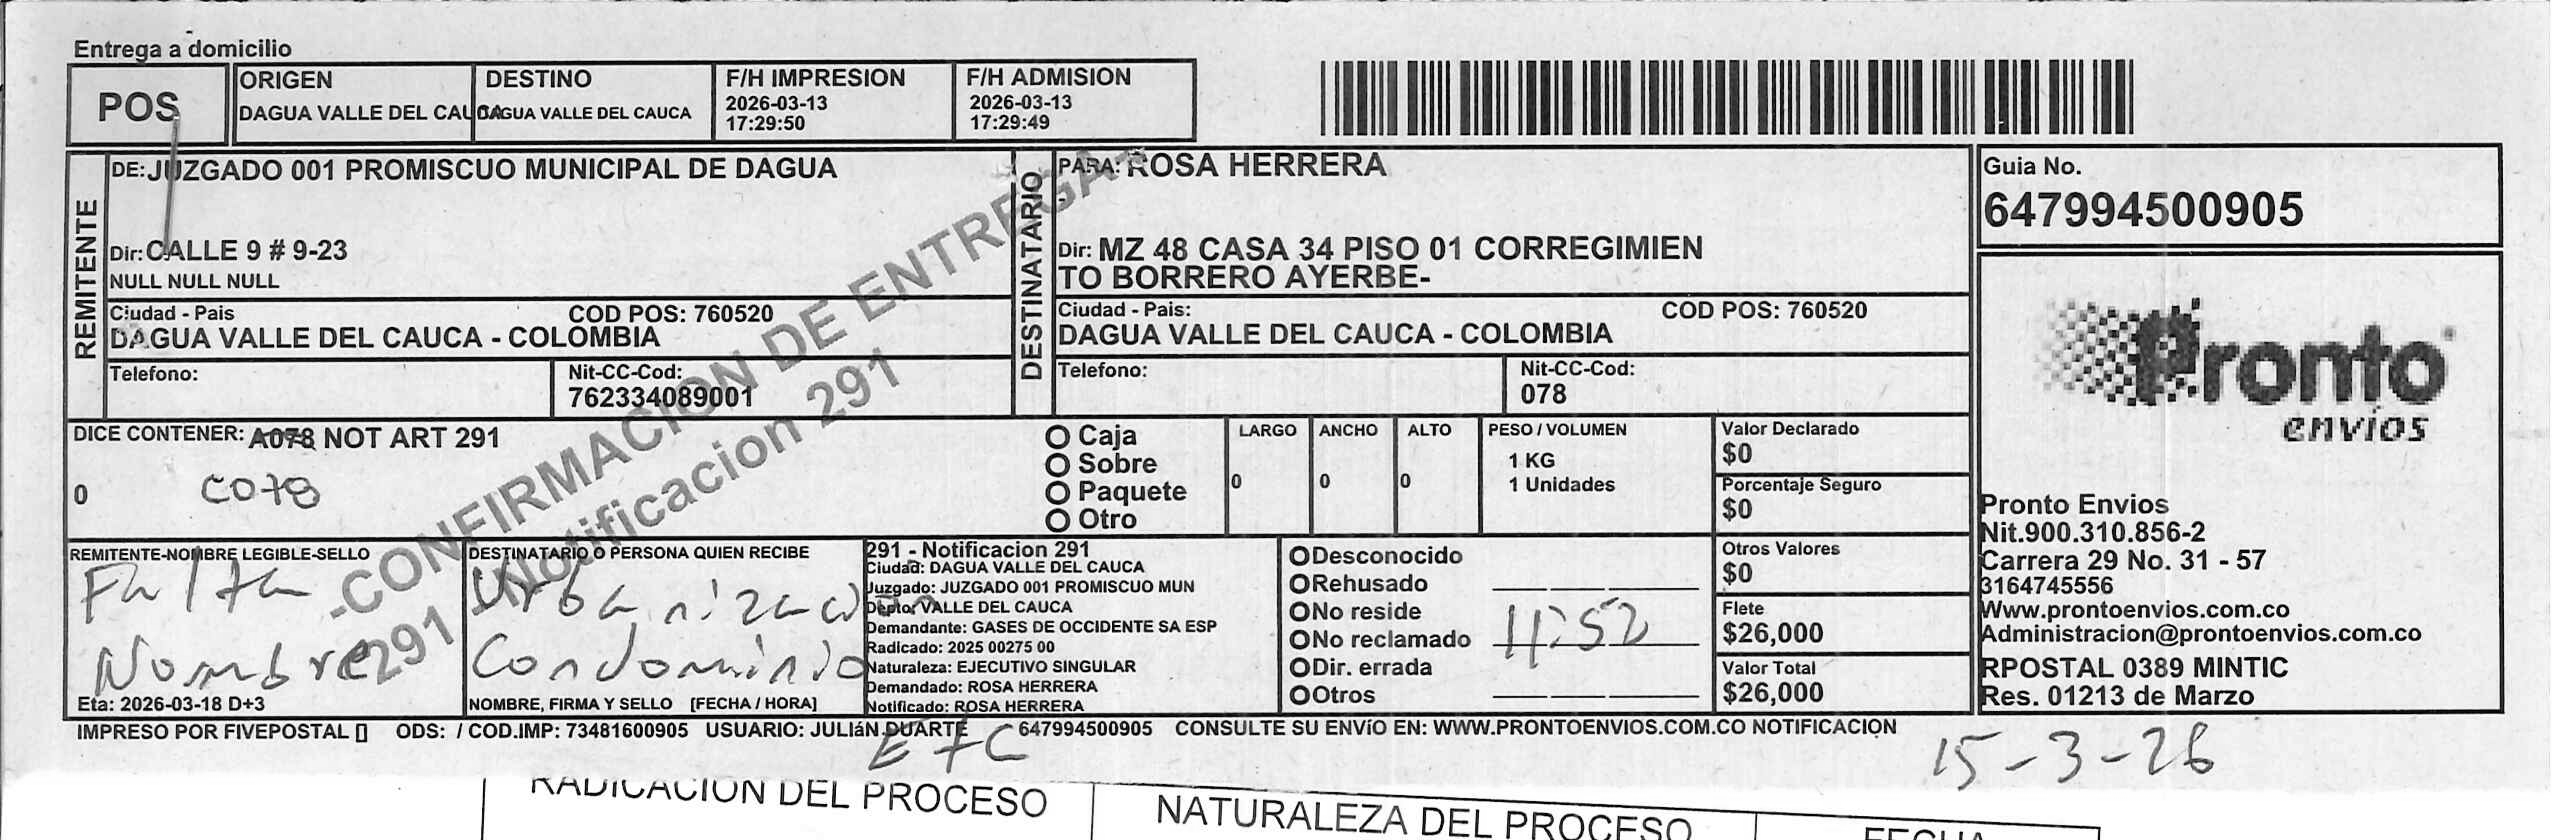 Entrega a domicilio
POS
ORIGEN
DAGUA VALLE DEL CAUCA
DESTINO
DAGUA VALLE DEL CAUCA
F/H IMPRESION
2026-03-13
17:29:50
F/H ADMISION
2026-03-13
17:29:49
REMITENTE
DE: JUZGADO 001 PROMISCUO MUNICIPAL DE DAGUA
Dir: CALLE 9 # 9-23
NULL NULL NULL
Ciudad - Pais COD POS: 760520
DAGUA VALLE DEL CAUCA - COLOMBIA
Telefono:
Nit-CC-Cod:
762334089001
DESTINATARIO
PARA: ROSA HERRERA
-
Dir: MZ 48 CASA 34 PISO 01 CORREGIMIEN
TO BORRERO AYERBE-
Ciudad - Pais: COD POS: 760520
DAGUA VALLE DEL CAUCA - COLOMBIA
Telefono:
Nit-CC-Cod:
078
Guia No.
647994500905
Pronto
envíos
Pronto Envios
Nit.900.310.856-2
Carrera 29 No. 31 - 57
3164745556
Www.prontoenvios.com.co
Administracion@prontoenvios.com.co
RPOSTAL 0389 MINTIC
Res. 01213 de Marzo
DICE CONTENER: A078 NOT ART 291
0 C078
O Caja
O Sobre
O Paquete
O Otro
LARGO
0
ANCHO
0
ALTO
0
PESO / VOLUMEN
1 KG
1 Unidades
Valor Declarado
$0
Porcentaje Seguro
$0
Otros Valores
$0
Flete
$26,000
Valor Total
$26,000
-CONFIRMACION DE ENTREGA-
291 -Notificacion 291
REMITENTE-NOMBRE LEGIBLE-SELLO
Falta
Nombre
Eta: 2026-03-18 D+3
DESTINATARIO O PERSONA QUIEN RECIBE
Urbanizacion
Condominio
NOMBRE, FIRMA Y SELLO [FECHA / HORA]
291 - Notificacion 291
Ciudad: DAGUA VALLE DEL CAUCA
Juzgado: JUZGADO 001 PROMISCUO MUN
Depto: VALLE DEL CAUCA
Demandante: GASES DE OCCIDENTE SA ESP
Radicado: 2025 00275 00
Naturaleza: EJECUTIVO SINGULAR
Demandado: ROSA HERRERA
Notificado: ROSA HERRERA
O Desconocido
O Rehusado
O No reside
O No reclamado
O Dir. errada
O Otros
11:52
IMPRESO POR FIVEPOSTAL [] ODS: / COD.IMP: 73481600905 USUARIO: JULIáN.DUARTE 647994500905 CONSULTE SU ENVíO EN: WWW.PRONTOENVIOS.COM.CO NOTIFICACION
ETC
15-3-26
RADICACION DEL PROCESO
NATURALEZA DEL PROCESO
FECHA